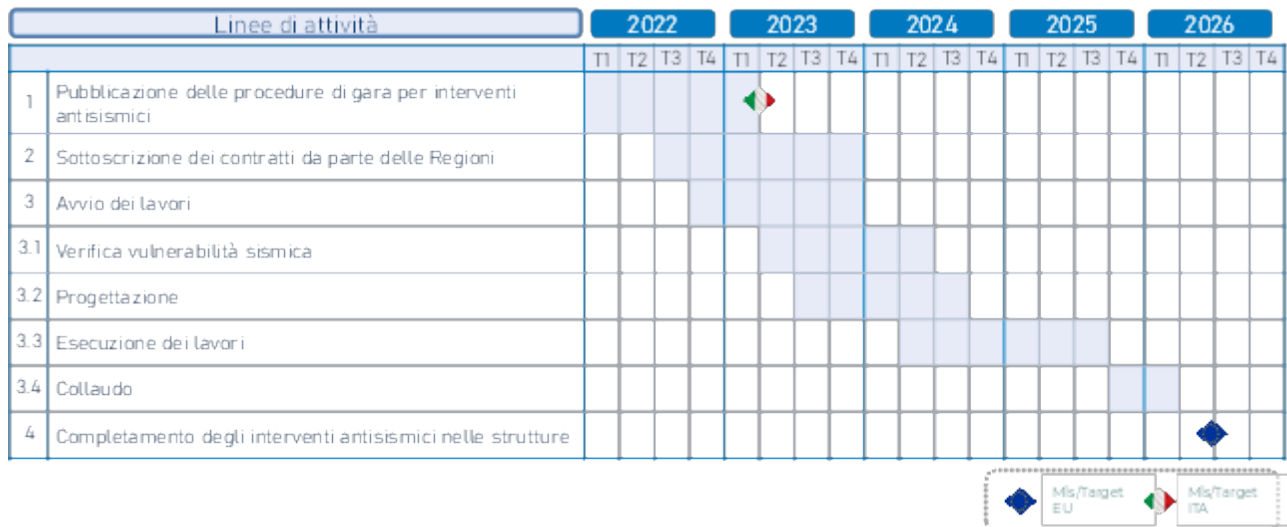 Linee di attività 2022 2023 2024 2025 2026
T1 T2 T3 T4 T1 T2 T3 T4 T1 T2 T3 T4 T1 T2 T3 T4 T1 T2 T3 T4
1 Pubblicazione delle procedure di gara per interventi
antisismici
2 Sottoscrizione dei contratti da parte delle Regioni
3 Avvio dei lavori
3.1 Verifica vulnerabilità sismica
3.2 Progettazione
3.3 Esecuzione dei lavori
3.4 Collaudo
4 Completamento degli interventi antisismici nelle strutture
Mls/Target
EU
Mls/Target
ITA